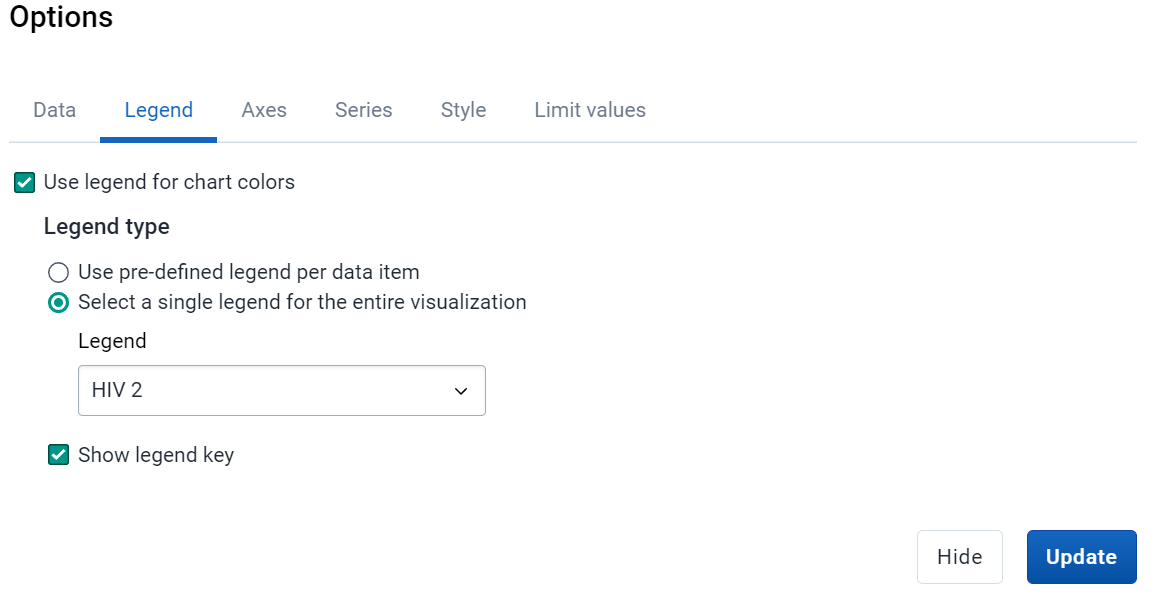 Options
Data Legend Axes Series Style Limit values
Use legend for chart colors
Legend type
Use pre-defined legend per data item
Select a single legend for the entire visualization
Legend
HIV 2
Show legend key
Hide Update